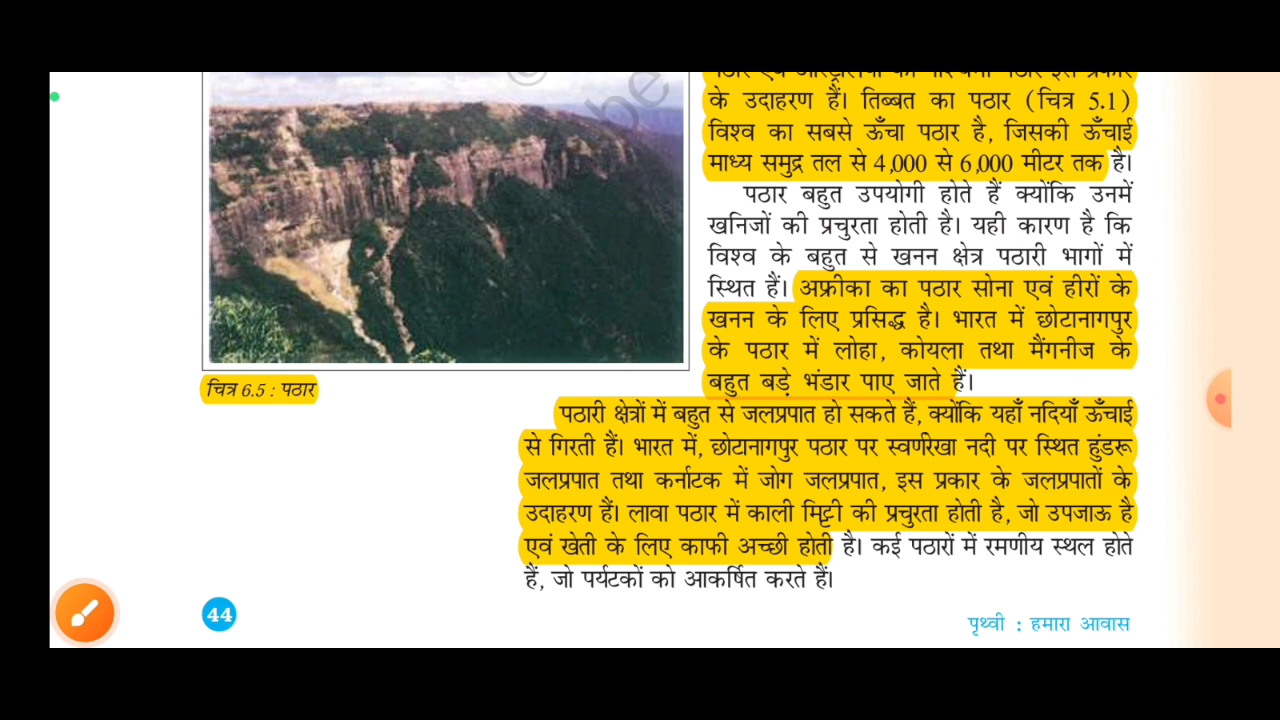 के उदाहरण हैं। तिब्बत का पठार (चित्र 5.1)
विश्व का सबसे ऊँचा पठार है, जिसकी ऊँचाई
माध्य समुद्र तल से 4,000 से 6,000 मीटर तक है।
पठार बहुत उपयोगी होते हैं क्योंकि उनमें
खनिजों की प्रचुरता होती है। यही कारण है कि
विश्व के बहुत से खनन क्षेत्र पठारी भागों में
स्थित हैं। अफ्रीका का पठार सोना एवं हीरों के
खनन के लिए प्रसिद्ध है। भारत में छोटानागपुर
के पठार में लोहा, कोयला तथा मैंगनीज के
बहुत बड़े भंडार पाए जाते हैं।
चित्र 6.5 : पठार
पठारी क्षेत्रों में बहुत से जलप्रपात हो सकते हैं, क्योंकि यहाँ नदियाँ ऊँचाई
से गिरती हैं। भारत में, छोटानागपुर पठार पर स्वर्णरेखा नदी पर स्थित हुंडरू
जलप्रपात तथा कर्नाटक में जोग जलप्रपात, इस प्रकार के जलप्रपातों के
उदाहरण हैं। लावा पठार में काली मिट्टी की प्रचुरता होती है, जो उपजाऊ है
एवं खेती के लिए काफी अच्छी होती है। कई पठारों में रमणीय स्थल होते
हैं, जो पर्यटकों को आकर्षित करते हैं।
44
पृथ्वी : हमारा आवास